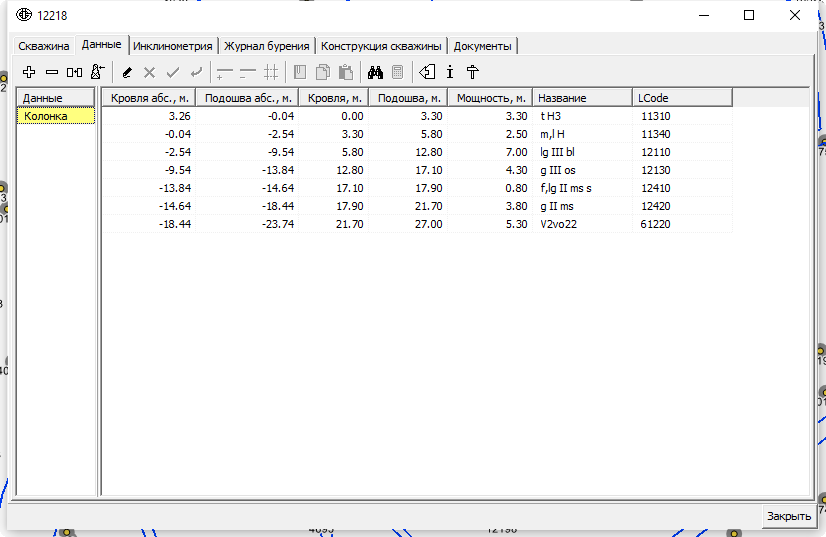 12218
Скважина Данные Инклинометрия Журнал бурения Конструкция скважины Документы
Данные Кровля абс., м. Подошва абс., м. Кровля, м. Подошва, м. Мощность, м. Название LCode
Колонка 3.26 -0.04 0.00 3.30 3.30 t H3 11310
-0.04 -2.54 3.30 5.80 2.50 m,l H 11340
-2.54 -9.54 5.80 12.80 7.00 lg III bl 12110
-9.54 -13.84 12.80 17.10 4.30 g III os 12130
-13.84 -14.64 17.10 17.90 0.80 f,lg II ms s 12410
-14.64 -18.44 17.90 21.70 3.80 g II ms 12420
-18.44 -23.74 21.70 27.00 5.30 V2vo22 61220
Закрыть